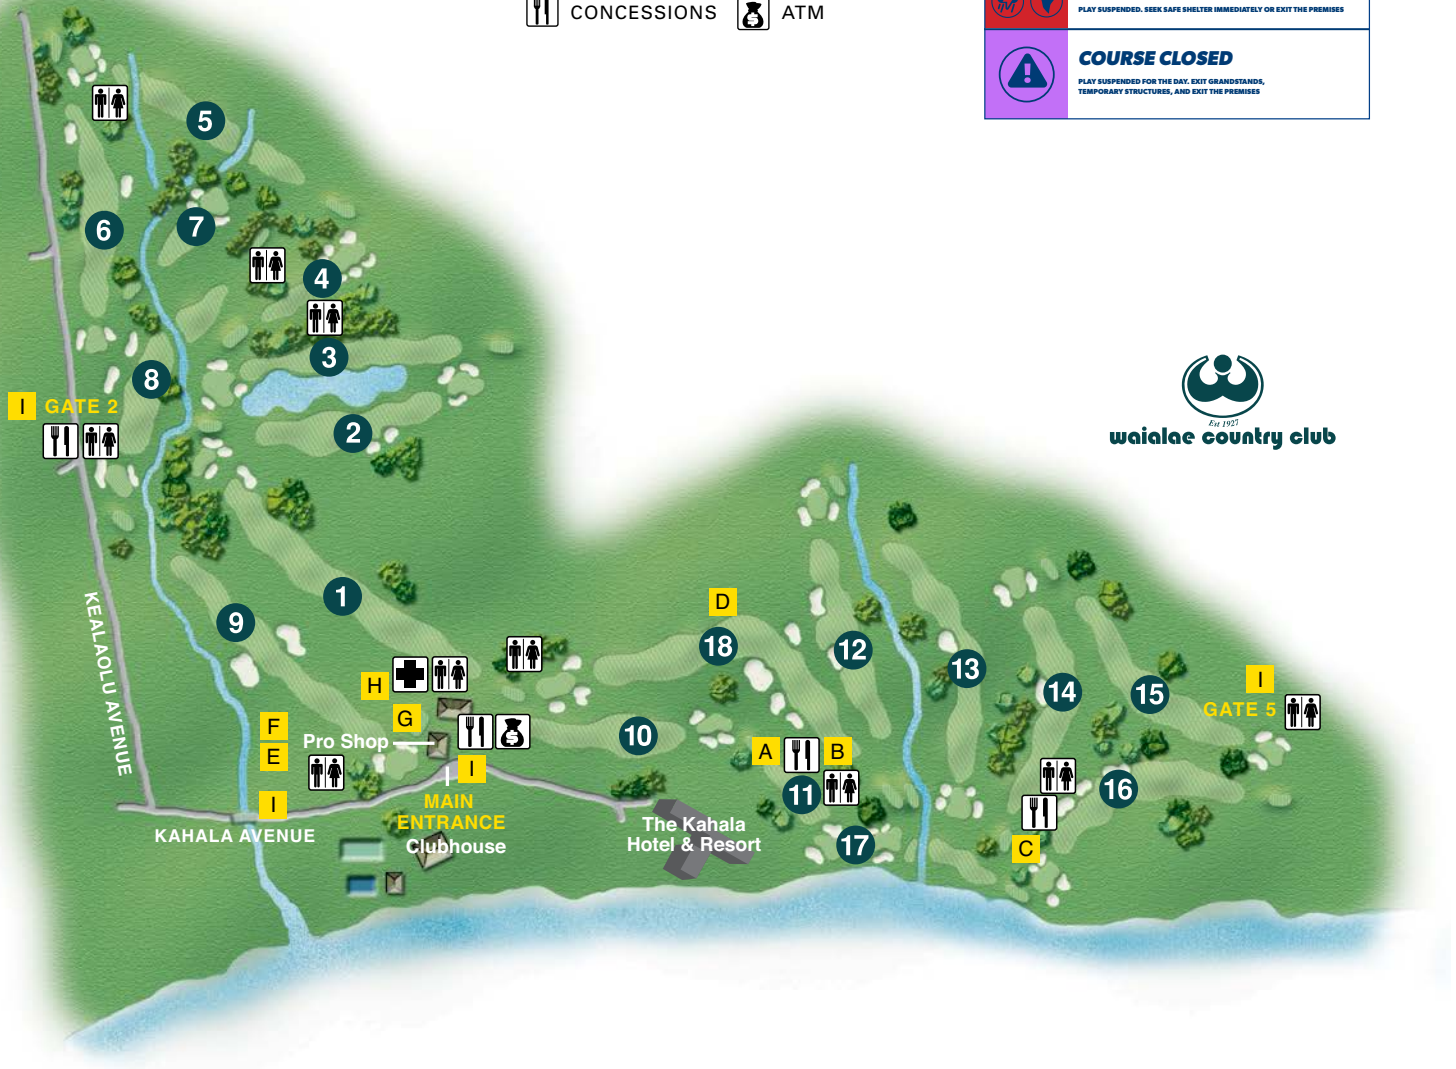 CONCESSIONS
ATM
PLAY SUSPENDED. SEEK SAFE SHELTER IMMEDIATELY OR EXIT THE PREMISES
COURSE CLOSED
PLAY SUSPENDED FOR THE DAY. EXIT GRANDSTANDS,
TEMPORARY STRUCTURES, AND EXIT THE PREMISES
5
6
7
4
3
8
I GATE 2
2
Est 1927
waialae country club
KEALAOLU AVENUE
1
9
D
18
12
13
14
15
I
GATE 5
H
G
F
E
Pro Shop
I
10
A
B
11
16
I
MAIN
ENTRANCE
KAHALA AVENUE
Clubhouse
The Kahala
Hotel & Resort
17
C